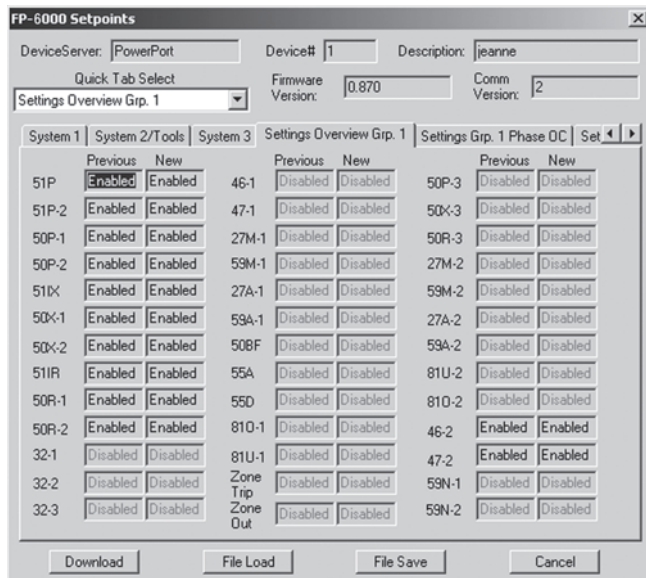 FP-6000 Setpoints
DeviceServer: PowerPort Device# 1 Description: jeanne
Quick Tab Select
Settings Overview Grp. 1
Firmware Version: 0.870
Comm Version: 2
System 1 System 2/Tools System 3 Settings Overview Grp. 1 Settings Grp. 1 Phase OC Set
Previous New Previous New Previous New
51P Enabled Enabled 46-1 Disabled Disabled 50P-3 Disabled Disabled
51P-2 Enabled Enabled 47-1 Disabled Disabled 50X-3 Disabled Disabled
50P-1 Enabled Enabled 27M-1 Disabled Disabled 50R-3 Disabled Disabled
50P-2 Enabled Enabled 59M-1 Disabled Disabled 27M-2 Disabled Disabled
51IX Enabled Enabled 27A-1 Disabled Disabled 59M-2 Disabled Disabled
50X-1 Enabled Enabled 59A-1 Disabled Disabled 27A-2 Disabled Disabled
50X-2 Enabled Enabled 50BF Disabled Disabled 59A-2 Disabled Disabled
51IR Enabled Enabled 55A Disabled Disabled 81U-2 Disabled Disabled
50R-1 Enabled Enabled 55D Disabled Disabled 81O-2 Disabled Disabled
50R-2 Enabled Enabled 81O-1 Disabled Disabled 46-2 Enabled Enabled
32-1 Disabled Disabled 81U-1 Disabled Disabled 47-2 Enabled Enabled
32-2 Disabled Disabled Zone Trip Disabled Disabled 59N-1 Disabled Disabled
32-3 Disabled Disabled Zone Out Disabled Disabled 59N-2 Disabled Disabled
Download File Load File Save Cancel